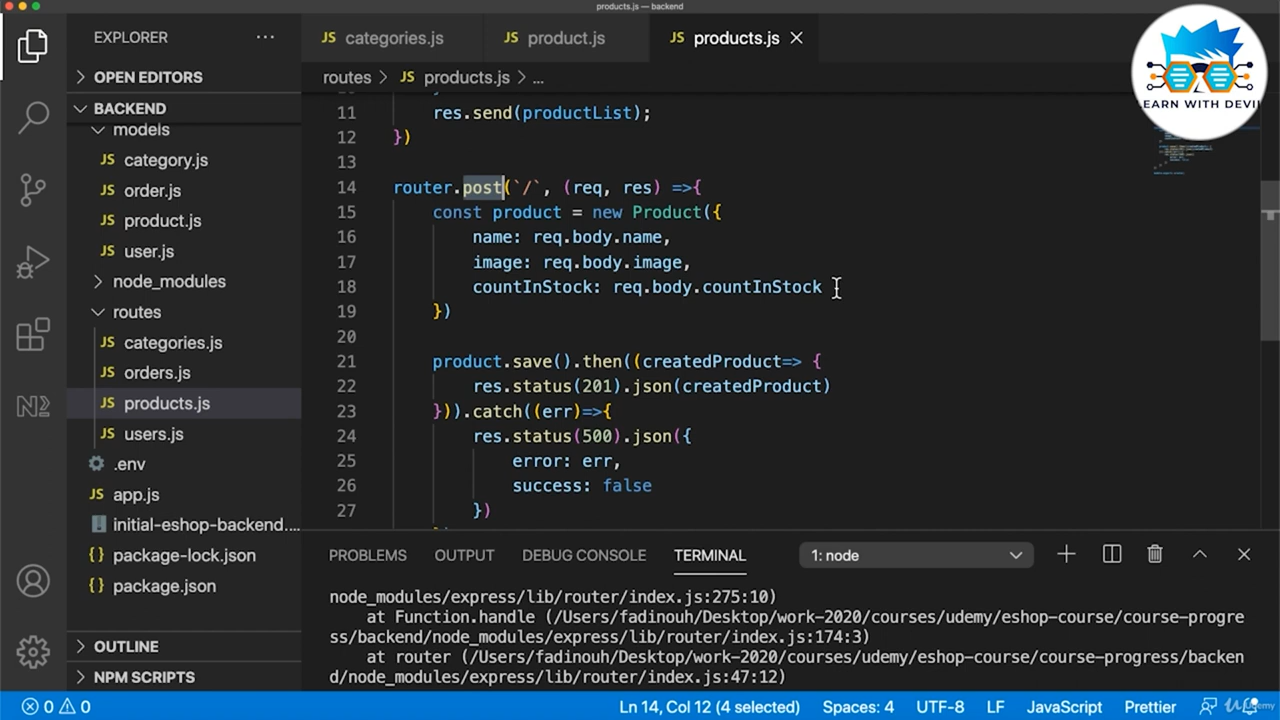 products.js — backend
EXPLORER
categories.js
product.js
products.js
OPEN EDITORS
routes > products.js > ...
BACKEND
models
category.js
order.js
product.js
user.js
node_modules
routes
categories.js
orders.js
products.js
users.js
.env
app.js
initial-eshop-backend....
package-lock.json
package.json
OUTLINE
NPM SCRIPTS
11 res.send(productList);
12 })
13
14 router.post(`/`, (req, res) =>{
15 const product = new Product({
16 name: req.body.name,
17 image: req.body.image,
18 countInStock: req.body.countInStock
19 })
20
21 product.save().then((createdProduct=> {
22 res.status(201).json(createdProduct)
23 })).catch((err)=>{
24 res.status(500).json({
25 error: err,
26 success: false
27 })
PROBLEMS OUTPUT DEBUG CONSOLE TERMINAL 1: node
node_modules/express/lib/router/index.js:275:10)
at Function.handle (/Users/fadinouh/Desktop/work-2020/courses/udemy/eshop-course/course-progre
ss/backend/node_modules/express/lib/router/index.js:174:3)
at router (/Users/fadinouh/Desktop/work-2020/courses/udemy/eshop-course/course-progress/backen
d/node_modules/express/lib/router/index.js:47:12)
0 0 Ln 14, Col 12 (4 selected) Spaces: 4 UTF-8 LF JavaScript Prettier
EARN WITH DEVIL
Udemy